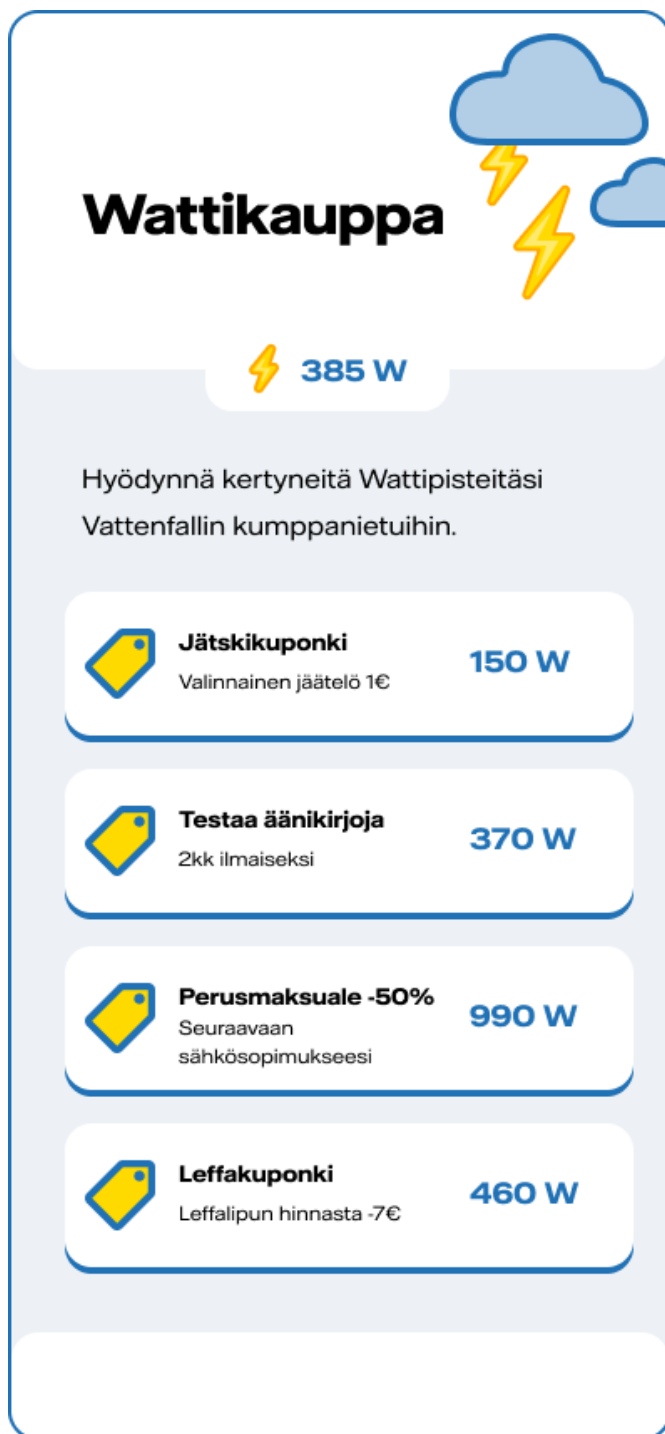 Wattikauppa
385 W
Hyödynnä kertyneitä Wattipisteitäsi
Vattenfallin kumppanietuihin.
Jätskikuponki
Valinnainen jäätelö 1€
150 W
Testaa äänikirjoja
2kk ilmaiseksi
370 W
Perusmaksuale -50%
Seuraavaan
sähkösopimukseesi
990 W
Leffakuponki
Leffalipun hinnasta -7€
460 W